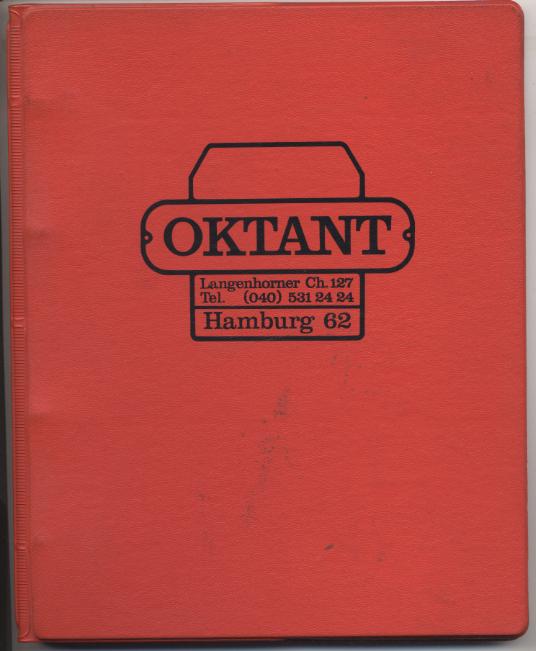 OKTANT
Langenhorner Ch. 127
Tel. (040) 531 24 24
Hamburg 62